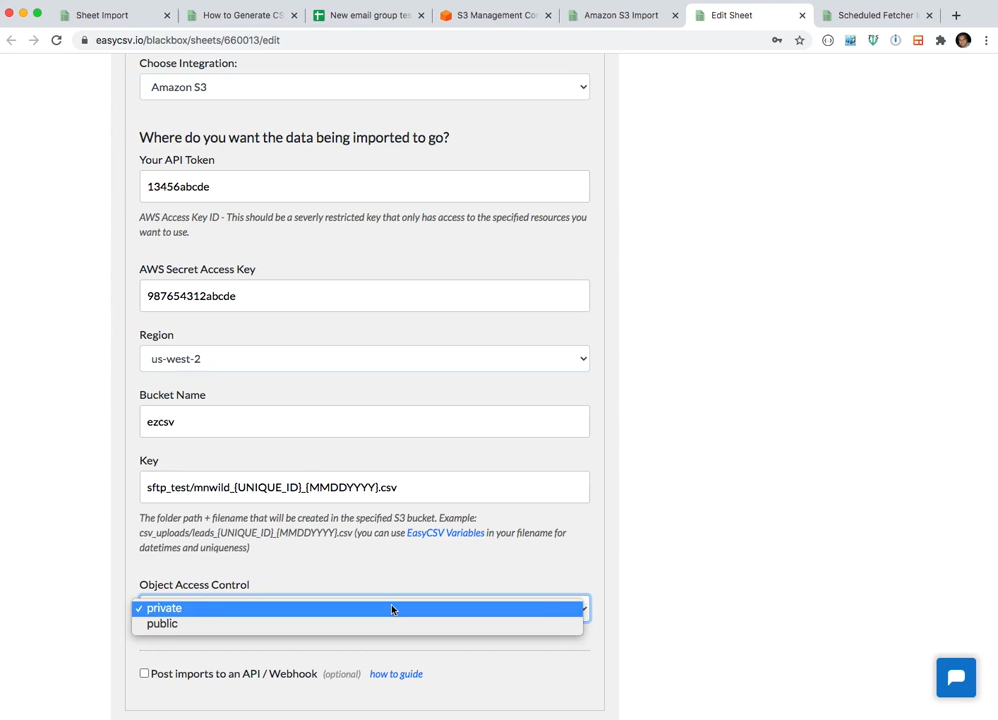 Sheet Import
How to Generate CS
New email group tes
S3 Management Con
Amazon S3 Import
Edit Sheet
Scheduled Fetcher
easycsv.io/blackbox/sheets/660013/edit
Choose Integration:
Amazon S3
Where do you want the data being imported to go?
Your API Token
13456abcde
AWS Access Key ID - This should be a severly restricted key that only has access to the specified resources you
want to use.
AWS Secret Access Key
987654312abcde
Region
us-west-2
Bucket Name
ezcsv
Key
sftp_test/mnwild_{UNIQUE_ID}_{MMDDYYYY}.csv
The folder path + filename that will be created in the specified S3 bucket. Example:
csv_uploads/leads_{UNIQUE_ID}_{MMDDYYYY}.csv (you can use EasyCSV Variables in your filename for
datetimes and uniqueness)
Object Access Control
✓ private
public
Post imports to an API / Webhook (optional) how to guide